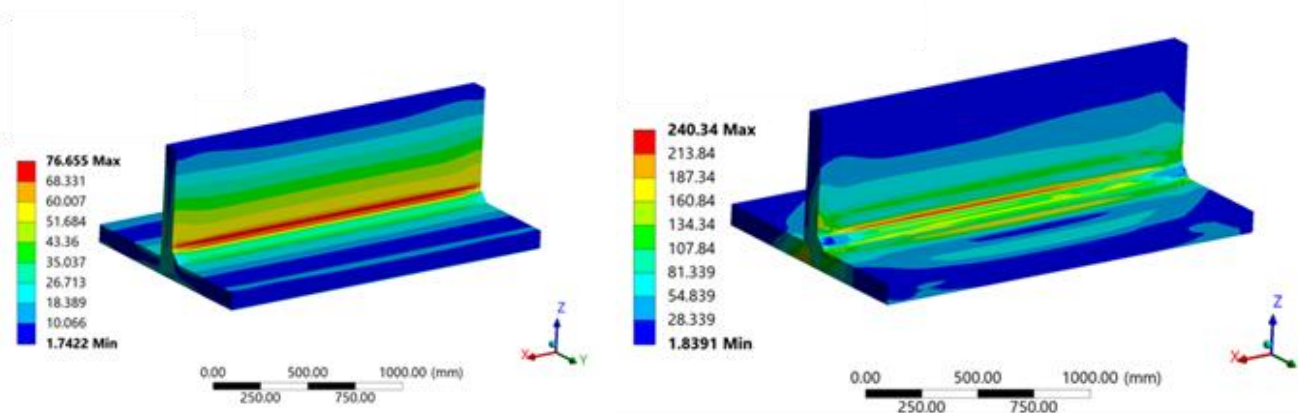 76.655 Max
68.331
60.007
51.684
43.36
35.037
26.713
18.389
10.066
1.7422 Min
Z
X
Y
0.00 500.00 1000.00 (mm)
250.00 750.00
240.34 Max
213.84
187.34
160.84
134.34
107.84
81.339
54.839
28.339
1.8391 Min
Z
X
0.00 500.00 1000.00 (mm)
250.00 750.00